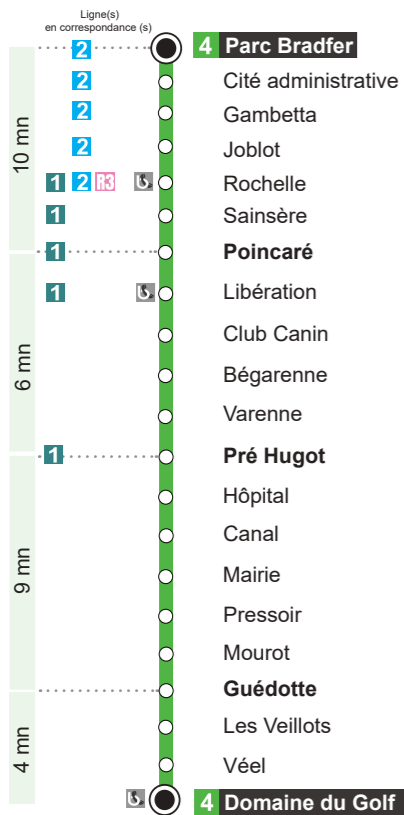 Ligne(s)
en correspondance (s)
2 4 Parc Bradfer
2 Cité administrative
2 Gambetta
2 Joblot
1 2 R3 Rochelle
1 Sainsère
1 Poincaré
1 Libération
Club Canin
Bégarenne
Varenne
1 Pré Hugot
Hôpital
Canal
Mairie
Pressoir
Mourot
Guédotte
Les Veillots
Véel
4 Domaine du Golf
10 mn
6 mn
9 mn
4 mn